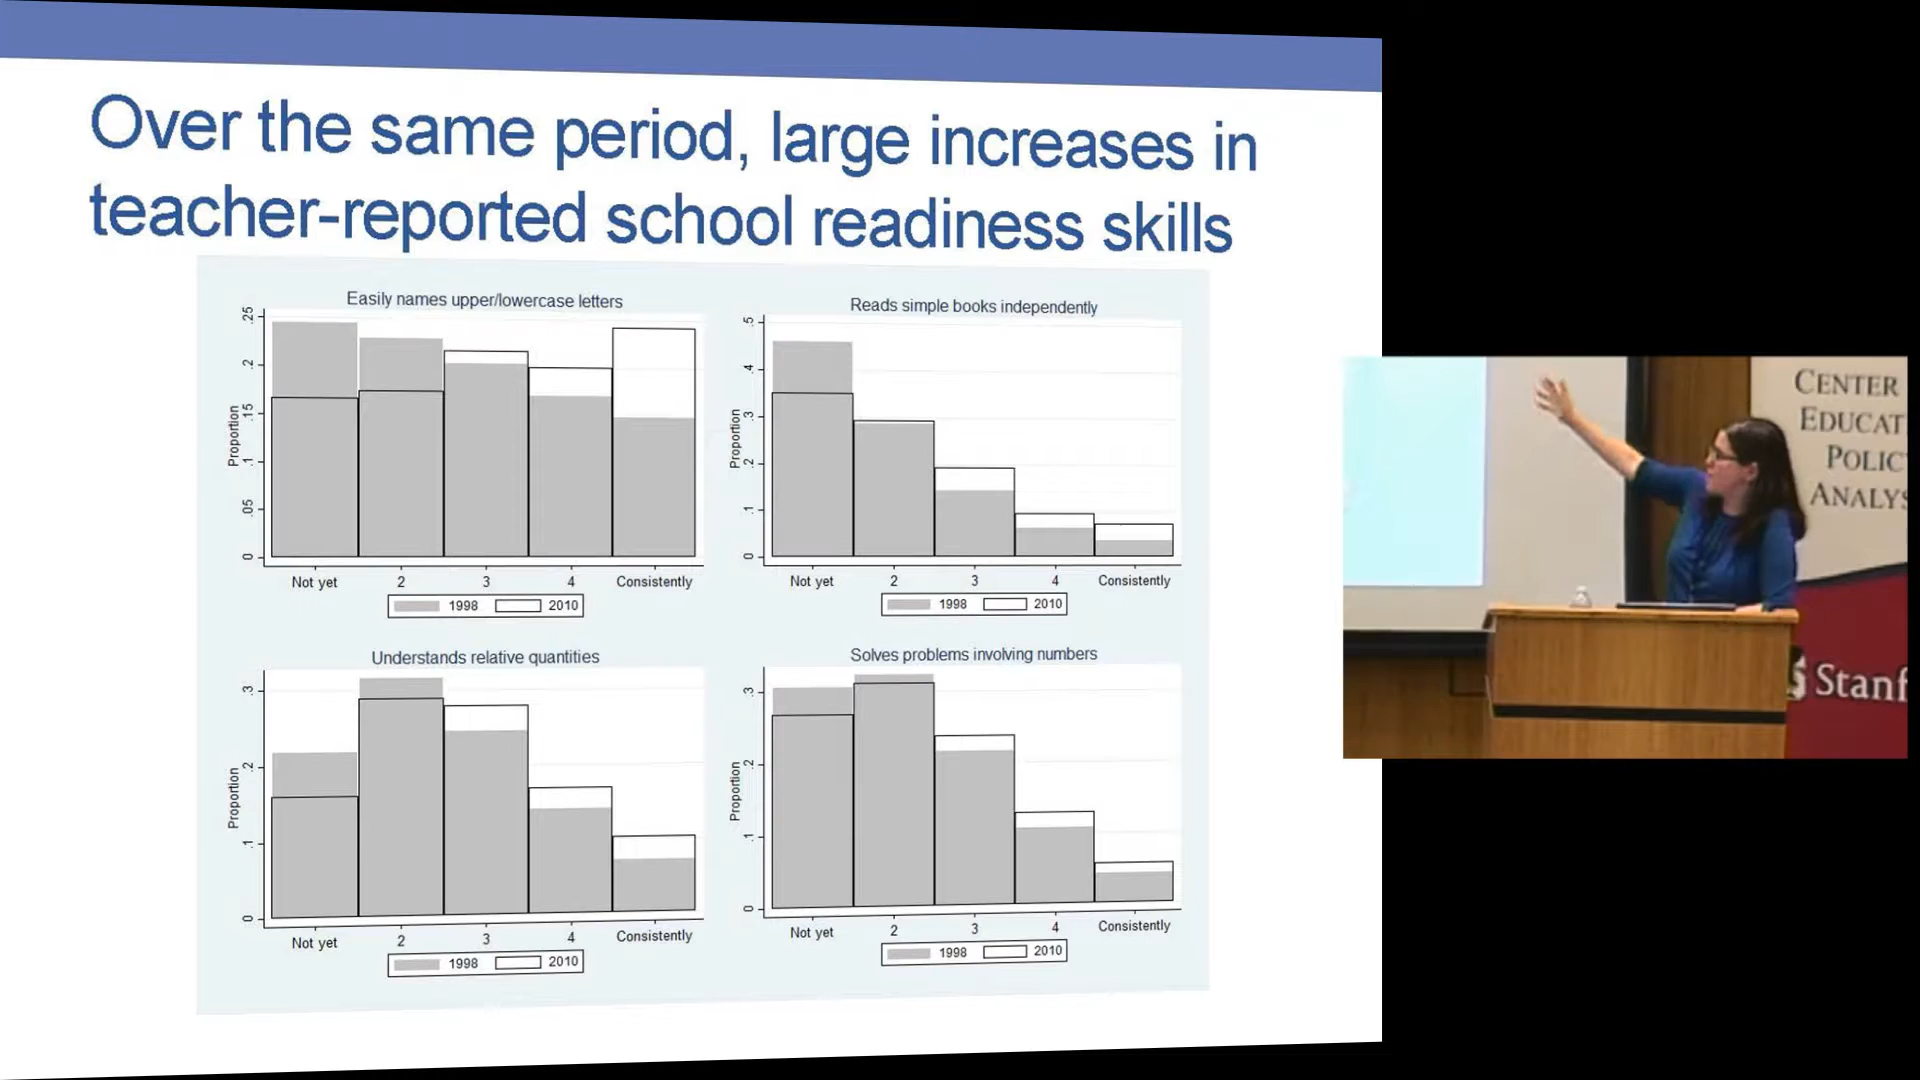 Over the same period, large increases in
teacher-reported school readiness skills
Easily names upper/lowercase letters
Proportion
.25
.2
.15
.1
.05
0
Not yet 2 3 4 Consistently
1998 2010
Reads simple books independently
Proportion
.5
.4
.3
.2
.1
0
Not yet 2 3 4 Consistently
1998 2010
Understands relative quantities
Proportion
.3
.2
.1
0
Not yet 2 3 4 Consistently
1998 2010
Solves problems involving numbers
Proportion
.3
.2
.1
0
Not yet 2 3 4 Consistently
1998 2010
CENTER
EDUCAT
POLIC
ANALYS
S Stanf